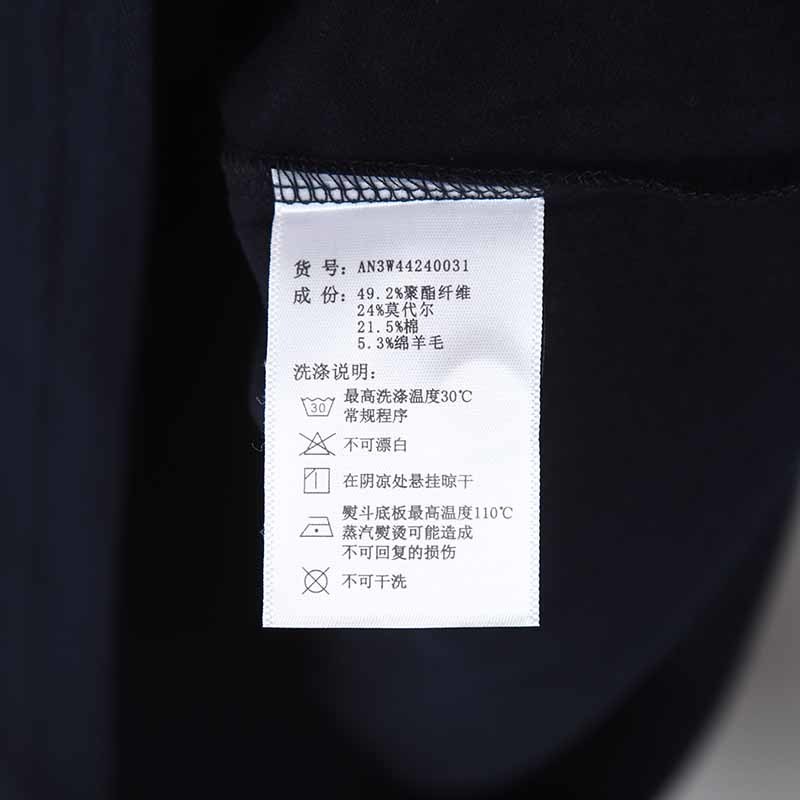 货 号: AN3W44240031
成 份: 49.2%聚酯纤维
24%莫代尔
21.5%棉
5.3%绵羊毛
洗涤说明:
30 最高洗涤温度30℃
常规程序
不可漂白
在阴凉处悬挂晾干
熨斗底板最高温度110℃
蒸汽熨烫可能造成
不可回复的损伤
不可干洗